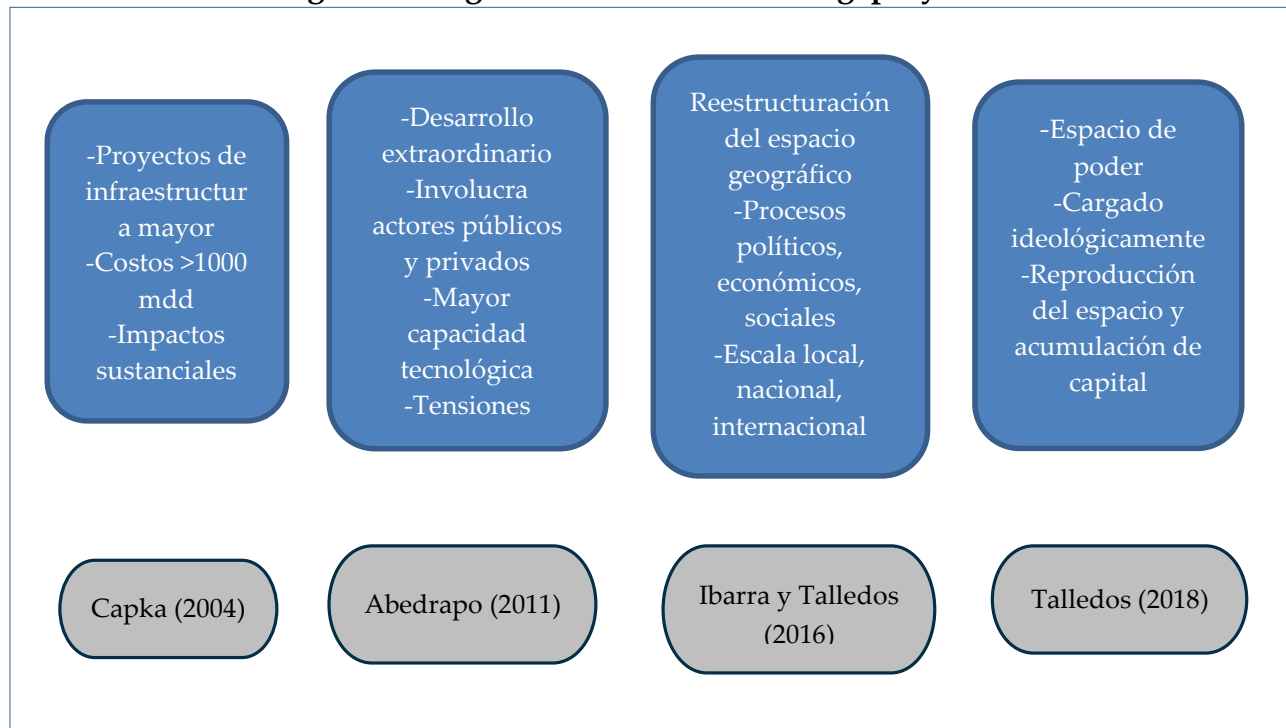 -Proyectos de
infraestructur
a mayor
-Costos >1000
mdd
-Impactos
sustanciales
-Desarrollo
extraordinario
-Involucra
actores públicos
y privados
-Mayor
capacidad
tecnológica
-Tensiones
Reestructuración
del espacio
geográfico
-Procesos
políticos,
económicos,
sociales
-Escala local,
nacional,
internacional
-Espacio de
poder
-Cargado
ideológicamente
-Reproducción
del espacio y
acumulación de
capital
Capka (2004)
Abedrapo (2011)
Ibarra y Talledos
(2016)
Talledos (2018)